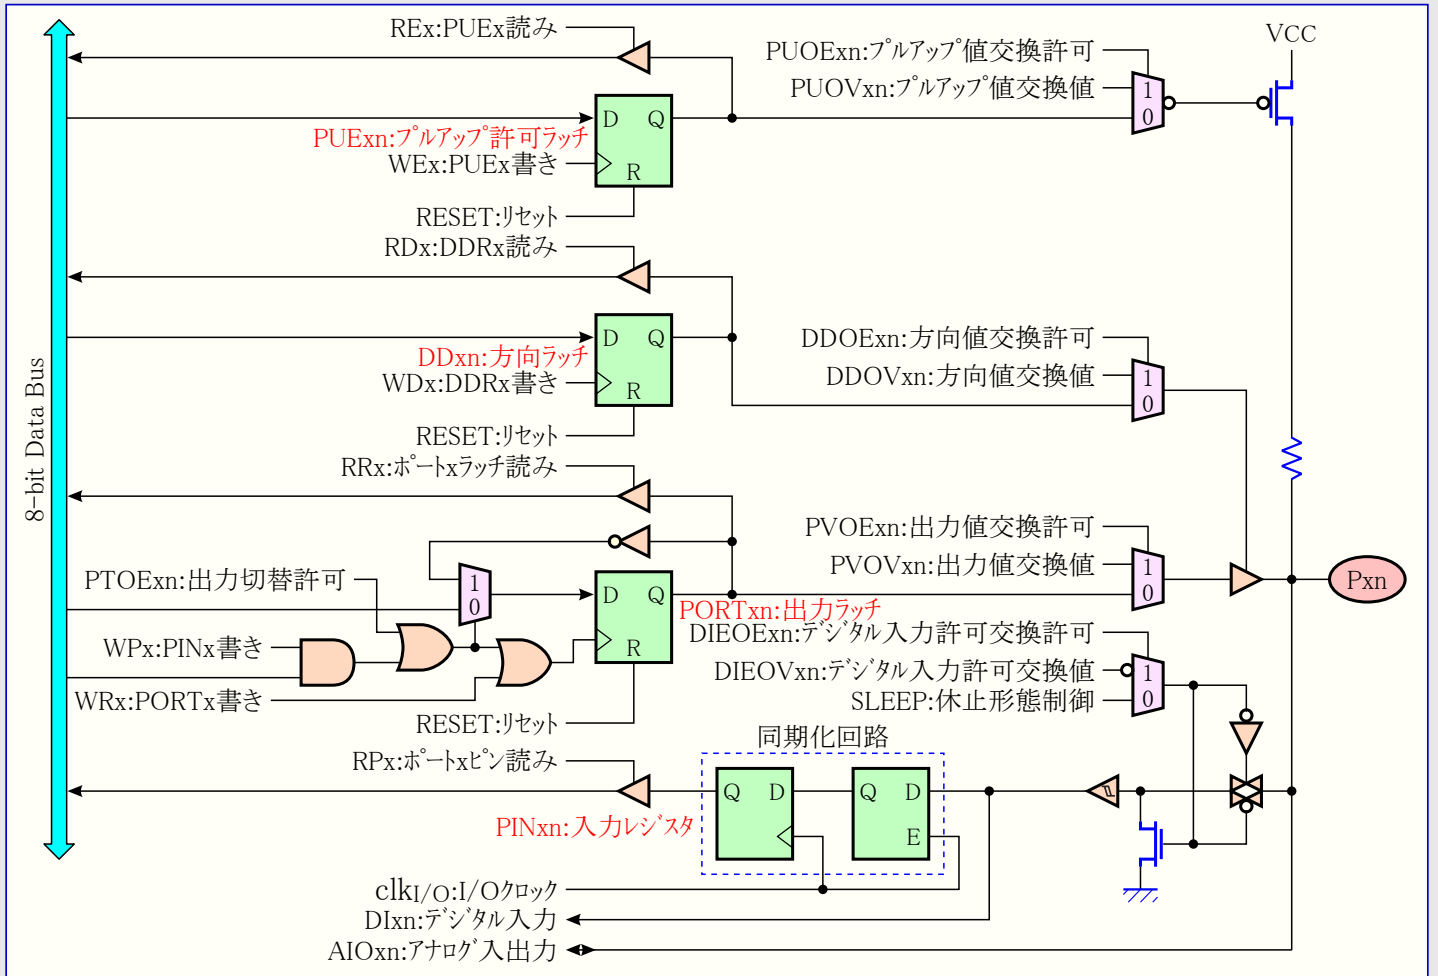 REx:PUEx読み
PUOExn:プルアップ値交換許可
VCC
PUOVxn:プルアップ値交換値
1
0
D Q
PUExn:プルアップ許可ラッチ
WEx:PUEx書き
R
RESET:リセット
RDx:DDRx読み
D Q
DDxn:方向ラッチ
WDx:DDRx書き
R
RESET:リセット
DDOExn:方向値交換許可
DDOVxn:方向値交換値
1
0
8-bit Data Bus
RRx:ポートxラッチ読み
PVOExn:出力値交換許可
PVOVxn:出力値交換値
1
0
Pxn
PTOExn:出力切替許可
1
0
D Q
PORTxn:出力ラッチ
R
WPx:PINx書き
WRx:PORTx書き
RESET:リセット
DIEOExn:デジタル入力許可交換許可
DIEOVxn:デジタル入力許可交換値
SLEEP:休止形態制御
1
0
同期化回路
RPx:ポートxピン読み
Q D
Q D
E
PINxn:入力レジスタ
clkI/O:I/Oクロック
DIxn:デジタル入力
AIOxn:アナログ入出力